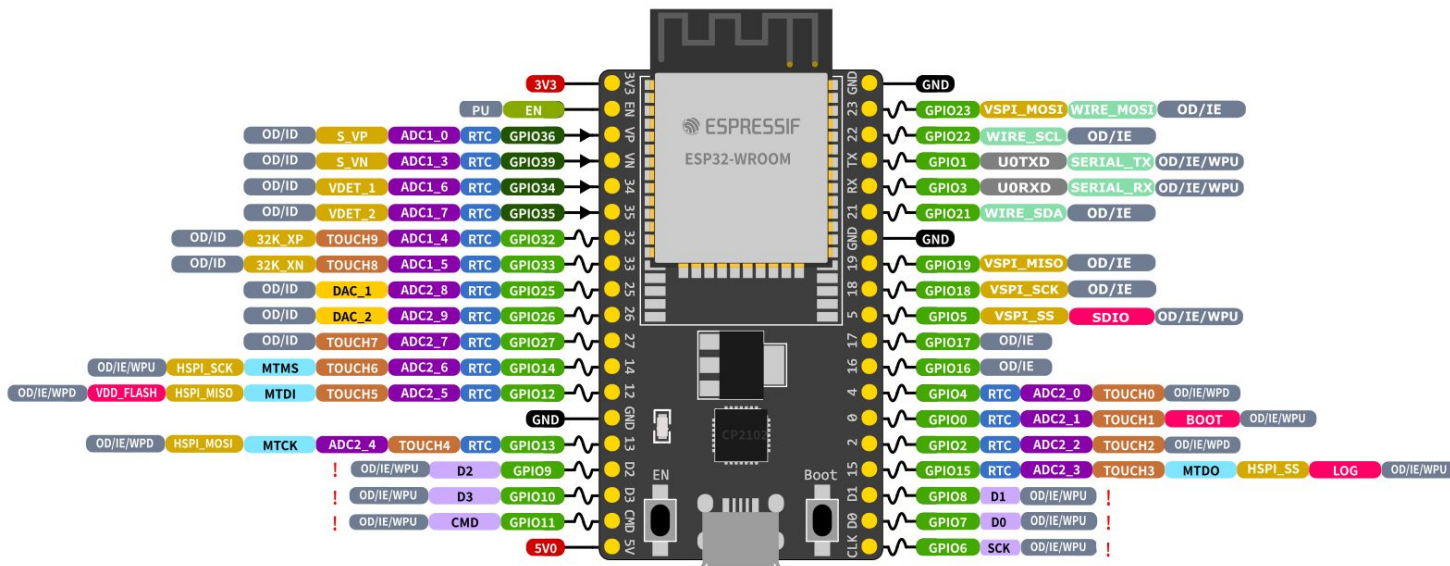 3V3 3V3 GND GND
PU EN EN 23 GPIO23 VSPI_MOSI WIRE_MOSI OD/IE
OD/ID S_VP ADC1_0 RTC GPIO36 VP 22 GPIO22 WIRE_SCL OD/IE
OD/ID S_VN ADC1_3 RTC GPIO39 VN TX GPIO1 U0TXD SERIAL_TX OD/IE/WPU
OD/ID VDET_1 ADC1_6 RTC GPIO34 34 RX GPIO3 U0RXD SERIAL_RX OD/IE/WPU
OD/ID VDET_2 ADC1_7 RTC GPIO35 35 21 GPIO21 WIRE_SDA OD/IE
OD/ID 32K_XP TOUCH9 ADC1_4 RTC GPIO32 32 GND GND
OD/ID 32K_XN TOUCH8 ADC1_5 RTC GPIO33 33 19 GPIO19 VSPI_MISO OD/IE
OD/ID DAC_1 ADC2_8 RTC GPIO25 25 18 GPIO18 VSPI_SCK OD/IE
OD/ID DAC_2 ADC2_9 RTC GPIO26 26 5 GPIO5 VSPI_SS SDIO OD/IE/WPU
OD/ID TOUCH7 ADC2_7 RTC GPIO27 27 17 GPIO17 OD/IE
OD/IE/WPU HSPI_SCK MTMS TOUCH6 ADC2_6 RTC GPIO14 14 16 GPIO16 OD/IE
OD/IE/WPD VDD_FLASH HSPI_MISO MTDI TOUCH5 ADC2_5 RTC GPIO12 12 4 GPIO4 RTC ADC2_0 TOUCH0 OD/IE/WPD
GND GND 0 GPIO0 RTC ADC2_1 TOUCH1 BOOT OD/IE/WPU
OD/IE/WPD HSPI_MOSI MTCK ADC2_4 TOUCH4 RTC GPIO13 13 2 GPIO2 RTC ADC2_2 TOUCH2 OD/IE/WPD
! OD/IE/WPU D2 GPIO9 D2 15 GPIO15 RTC ADC2_3 TOUCH3 MTDO HSPI_SS LOG OD/IE/WPU
! OD/IE/WPU D3 GPIO10 D3 D1 GPIO8 D1 OD/IE/WPU !
! OD/IE/WPU CMD GPIO11 CMD D0 GPIO7 D0 OD/IE/WPU !
5V0 5V CLK GPIO6 SCK OD/IE/WPU !
ESPRESSIF
ESP32-WROOM
CP2102
EN Boot